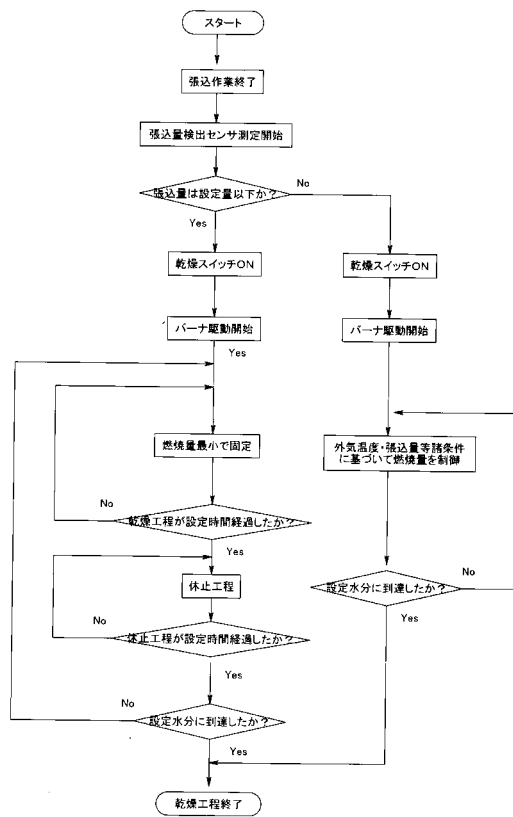 スタート
張込作業終了
張込量検出センサ測定開始
張込量は設定量以下か?
No
Yes
乾燥スイッチON
乾燥スイッチON
バーナ駆動開始
バーナ駆動開始
Yes
燃焼量最小で固定
外気温度・張込量等諸条件
に基づいて燃焼量を制御
No
乾燥工程が設定時間経過したか?
Yes
休止工程
No
設定水分に到達したか?
Yes
No
休止工程が設定時間経過したか?
Yes
No
設定水分に到達したか?
Yes
乾燥工程終了